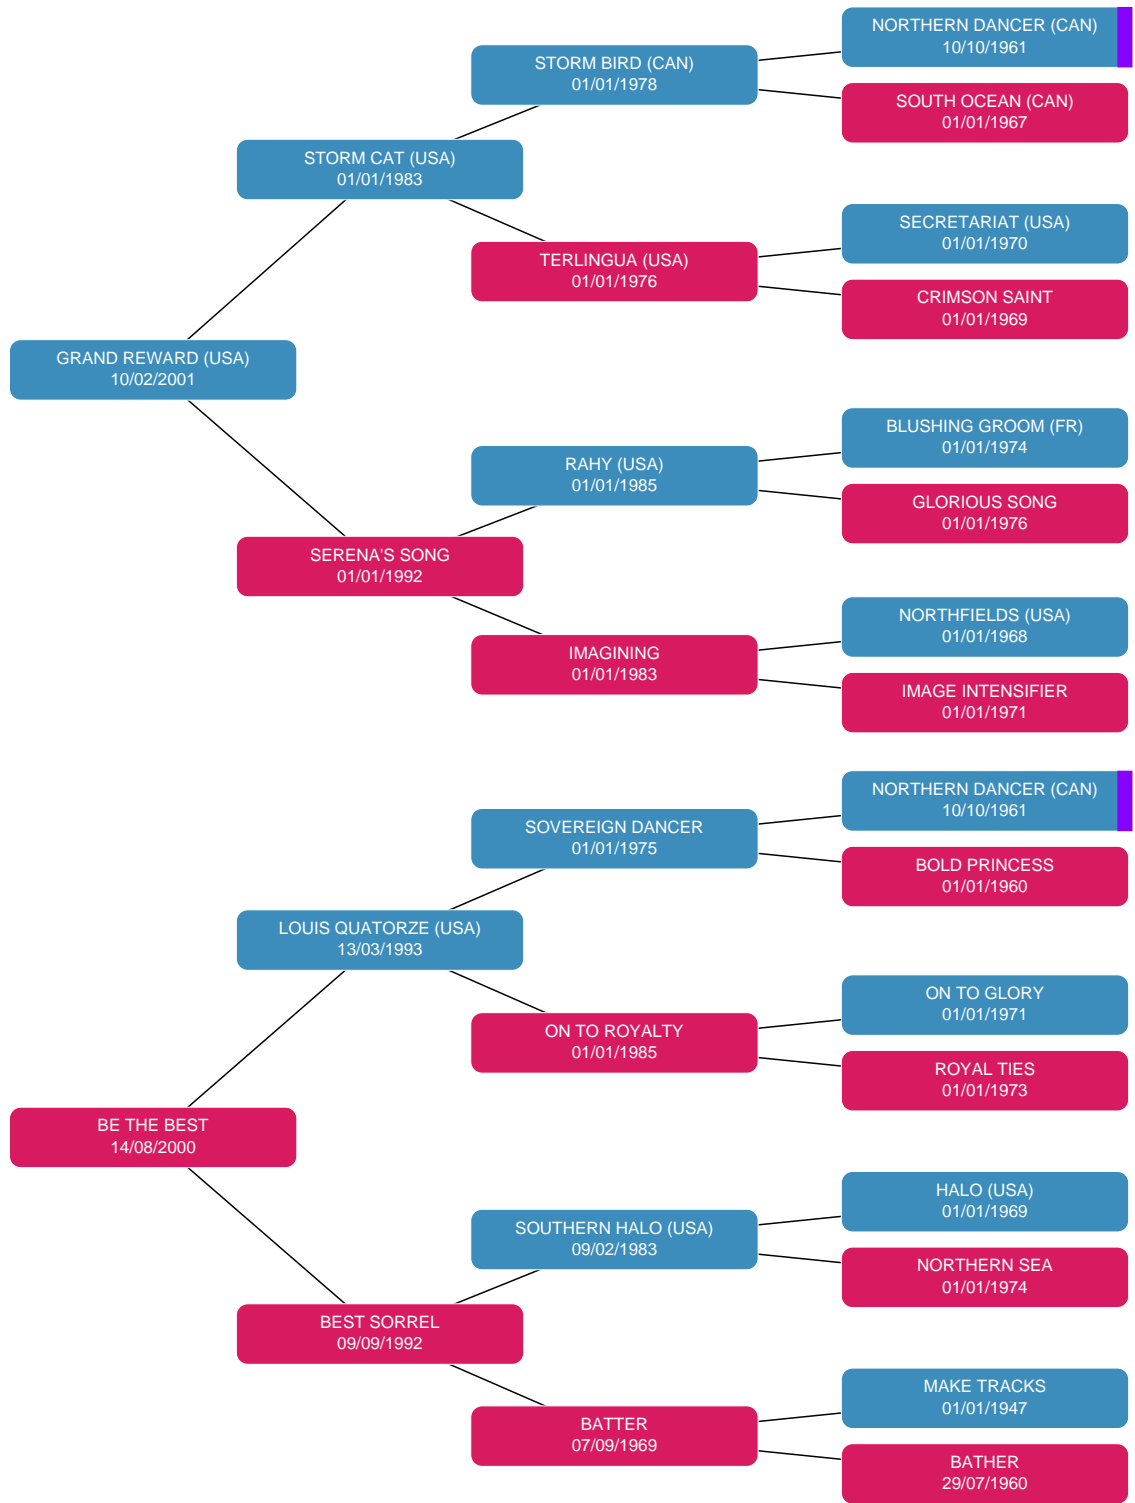 NORTHERN DANCER (CAN)
10/10/1961
STORM BIRD (CAN)
01/01/1978
SOUTH OCEAN (CAN)
01/01/1967
STORM CAT (USA)
01/01/1983
SECRETARIAT (USA)
01/01/1970
TERLINGUA (USA)
01/01/1976
CRIMSON SAINT
01/01/1969
GRAND REWARD (USA)
10/02/2001
BLUSHING GROOM (FR)
01/01/1974
RAHY (USA)
01/01/1985
GLORIOUS SONG
01/01/1976
SERENA'S SONG
01/01/1992
NORTHFIELDS (USA)
01/01/1968
IMAGINING
01/01/1983
IMAGE INTENSIFIER
01/01/1971
NORTHERN DANCER (CAN)
10/10/1961
SOVEREIGN DANCER
01/01/1975
BOLD PRINCESS
01/01/1960
LOUIS QUATORZE (USA)
13/03/1993
ON TO GLORY
01/01/1971
ON TO ROYALTY
01/01/1985
ROYAL TIES
01/01/1973
BE THE BEST
14/08/2000
HALO (USA)
01/01/1969
SOUTHERN HALO (USA)
09/02/1983
NORTHERN SEA
01/01/1974
BEST SORREL
09/09/1992
MAKE TRACKS
01/01/1947
BATTER
07/09/1969
BATHER
29/07/1960